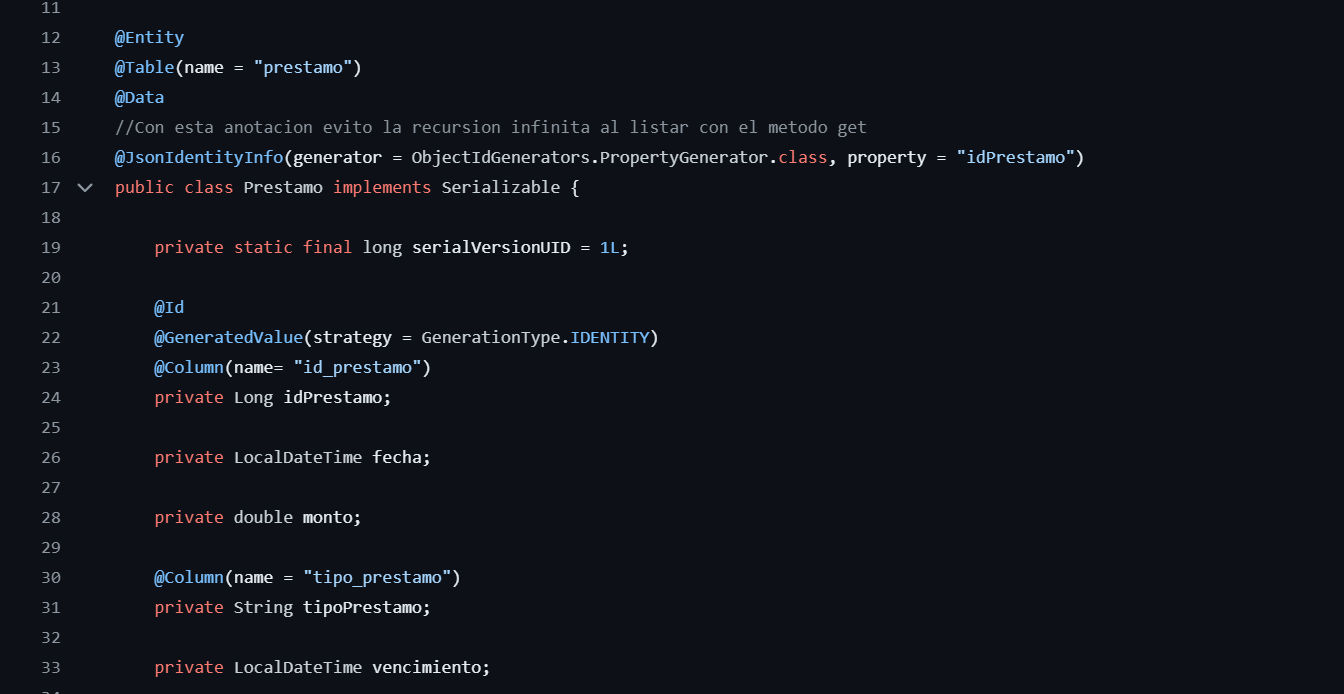 11
12 @Entity
13 @Table(name = "prestamo")
14 @Data
15 //Con esta anotacion evito la recursion infinita al listar con el metodo get
16 @JsonIdentityInfo(generator = ObjectIdGenerators.PropertyGenerator.class, property = "idPrestamo")
17 public class Prestamo implements Serializable {
18
19 private static final long serialVersionUID = 1L;
20
21 @Id
22 @GeneratedValue(strategy = GenerationType.IDENTITY)
23 @Column(name= "id_prestamo")
24 private Long idPrestamo;
25
26 private LocalDateTime fecha;
27
28 private double monto;
29
30 @Column(name = "tipo_prestamo")
31 private String tipoPrestamo;
32
33 private LocalDateTime vencimiento;